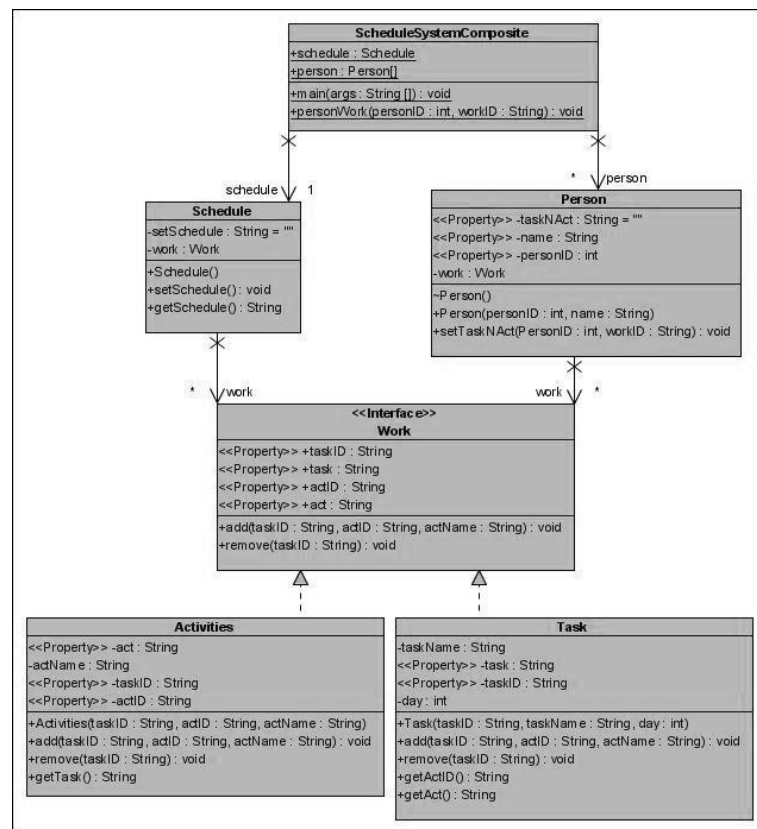 ScheduleSystemComposite
+schedule : Schedule
+person : Person[]
+main(args : String []) : void
+personWork(personID : int, workID : String) : void
schedule 1
* person
Schedule
-setSchedule : String = ""
-work : Work
+Schedule()
+setSchedule() : void
+getSchedule() : String
Person
<<Property>> -taskNAct : String = ""
<<Property>> -name : String
<<Property>> -personID : int
-work : Work
~Person()
+Person(personID : int, name : String)
+setTaskNAct(PersonID : int, workID : String) : void
* work
work *
<<Interface>>
Work
<<Property>> +taskID : String
<<Property>> +task : String
<<Property>> +actID : String
<<Property>> +act : String
+add(taskID : String, actID : String, actName : String) : void
+remove(taskID : String) : void
Activities
<<Property>> -act : String
-actName : String
<<Property>> -taskID : String
<<Property>> -actID : String
+Activities(taskID : String, actID : String, actName : String)
+add(taskID : String, actID : String, actName : String) : void
+remove(taskID : String) : void
+getTask() : String
Task
-taskName : String
<<Property>> -task : String
<<Property>> -taskID : String
-day : int
+Task(taskID : String, taskName : String, day : int)
+add(taskID : String, actID : String, actName : String) : void
+remove(taskID : String) : void
+getActID() : String
+getAct() : String